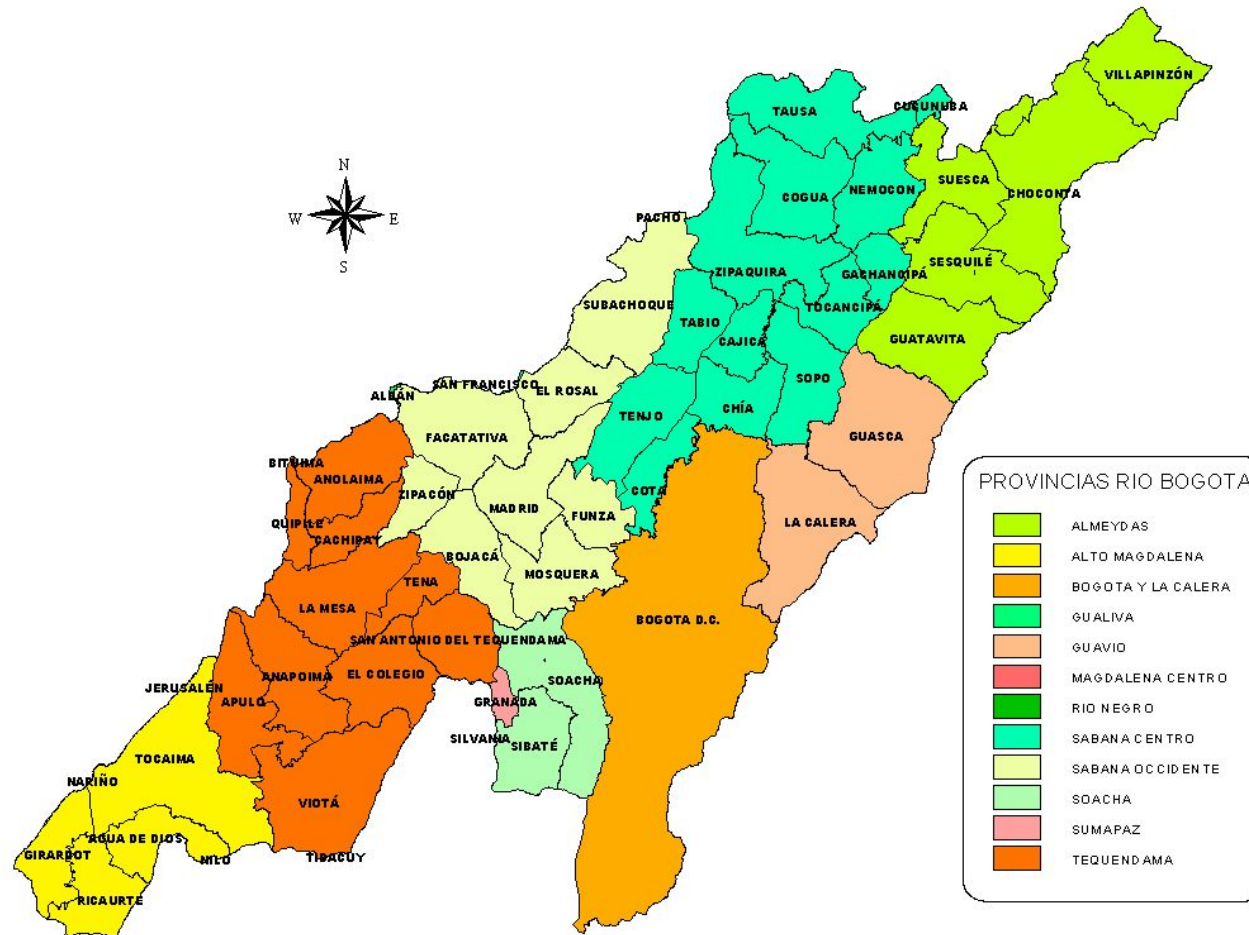 VILLAPINZÓN
CUCUNUBA
TAUSA
SUESCA
NEMOCON
CHOCONTA
COGUA
N
W E
S
PACHO
SESQUILÉ
ZIPAQUIRA
GACHANCIPÁ
SUBACHOQUE
TOCANCIPÁ
TABIO
GUATAVITA
CAJICÁ
SOPO
SAN FRANCISCO
EL ROSAL
ALBÁN
TENJO
CHÍA
FACATATIVA
GUASCA
BITUIMA
ANOLAIMA
ZIPACÓN
COTA
MADRID
FUNZA
QUIPILE
LA CALERA
CACHIPAY
BOJACÁ
MOSQUERA
TENA
LA MESA
BOGOTA D.C.
SAN ANTONIO DEL TEQUENDAMA
EL COLEGIO
ANAPOIMA
SOACHA
JERUSALÉN
APULO
GRANADA
SILVANIA
SIBATÉ
TOCAIMA
NARIÑO
VIOTÁ
AGUA DE DIOS
GIRARDOT
NILO
TIBACUY
RICAURTE
PROVINCIAS RIO BOGOTA
ALMEYDAS
ALTO MAGDALENA
BOGOTA Y LA CALERA
GUALIVA
GUAVIO
MAGDALENA CENTRO
RIO NEGRO
SABANA CENTRO
SABANA OCCIDENTE
SOACHA
SUMAPAZ
TEQUENDAMA